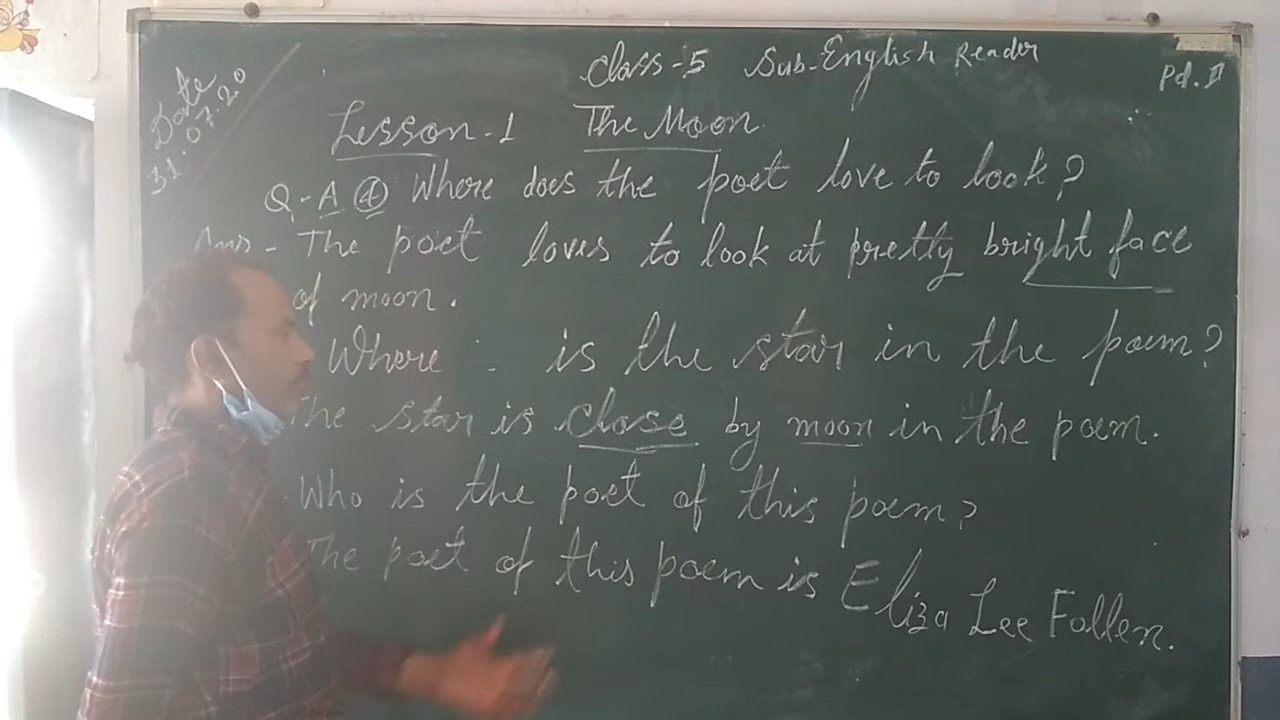 Date
31.07.20
Class-5 Sub-English Reader
Pd. I
Lesson-1 The Moon
Q-A (d) Where does the poet love to look?
Ans - The poet loves to look at pretty bright face
of moon.
Where is the star in the poem?
The star is close by moon in the poem.
Who is the poet of this poem?
The poet of this poem is Eliza Lee Follen.